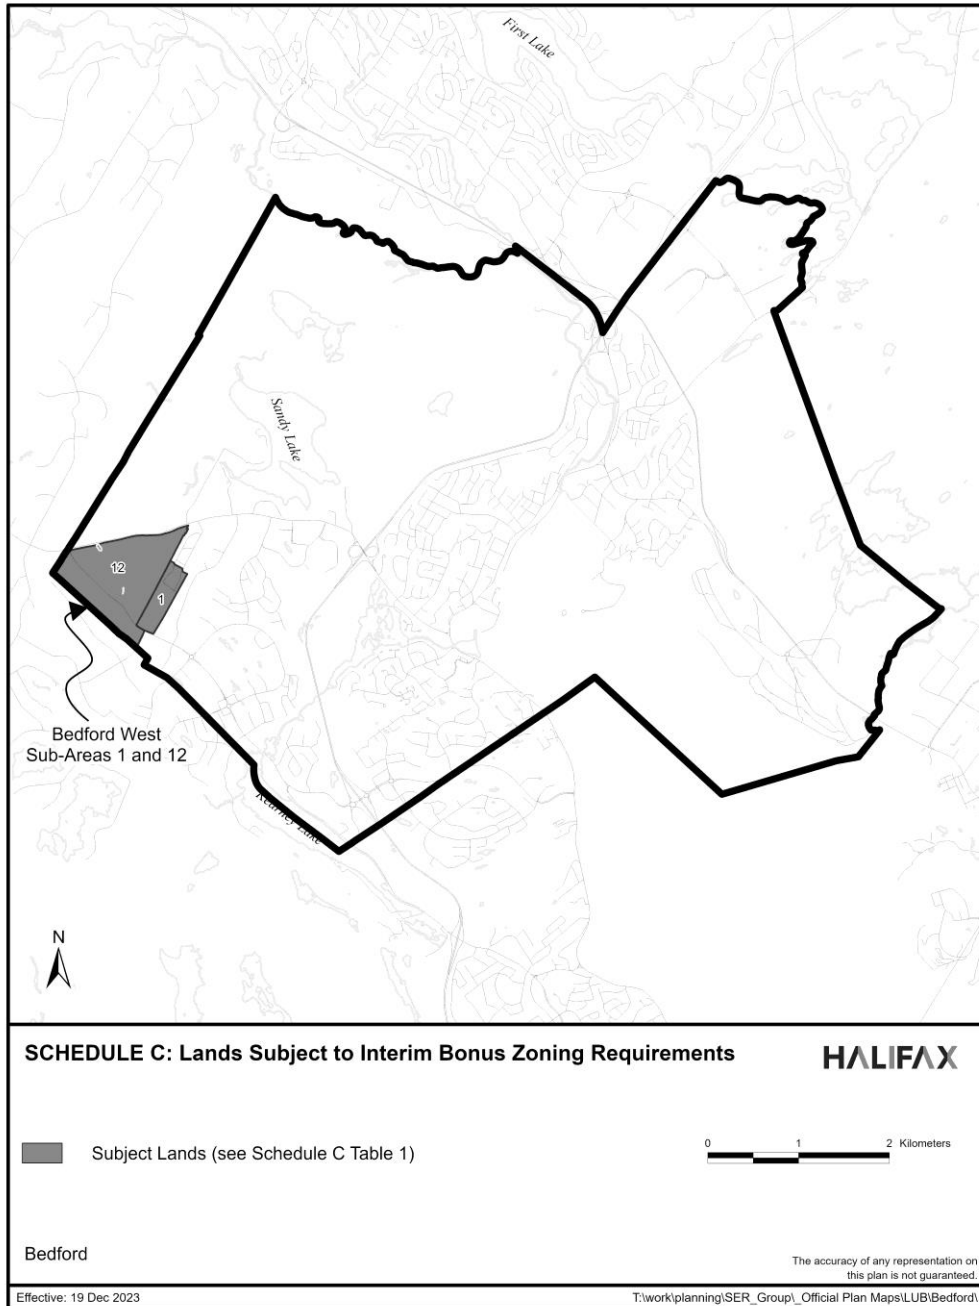 First Lake
Sandy Lake
12
1
Bedford West
Sub-Areas 1 and 12
Kearney Lake
N
SCHEDULE C: Lands Subject to Interim Bonus Zoning Requirements
HALIFAX
Subject Lands (see Schedule C Table 1)
0 1 2 Kilometers
Bedford
The accuracy of any representation on
this plan is not guaranteed.
Effective: 19 Dec 2023
T:\work\planning\SER_Group\_Official Plan Maps\LUB\Bedford\